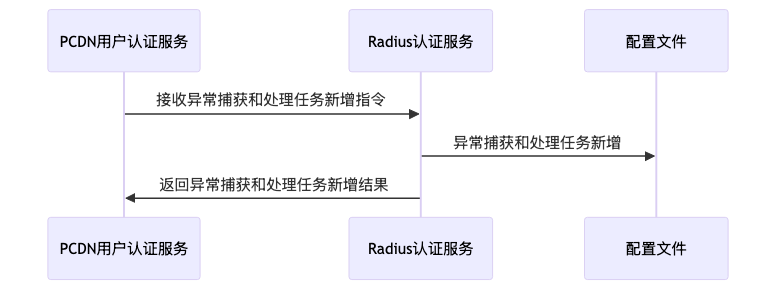 PCDN用户认证服务
Radius认证服务
配置文件
接收异常捕获和处理任务新增指令
异常捕获和处理任务新增
返回异常捕获和处理任务新增结果
PCDN用户认证服务
Radius认证服务
配置文件